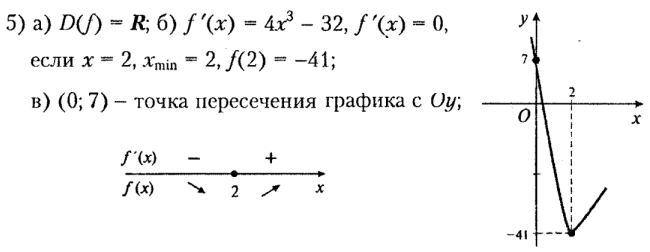 5) а) D(f) = R; б) f ′(x) = 4x³ − 32, f ′(x) = 0,
если x = 2, xmin = 2, f(2) = −41;
в) (0; 7) – точка пересечения графика с Oy;
f ′(x) − +
f(x) 2 x
y
7
2
O
x
−41